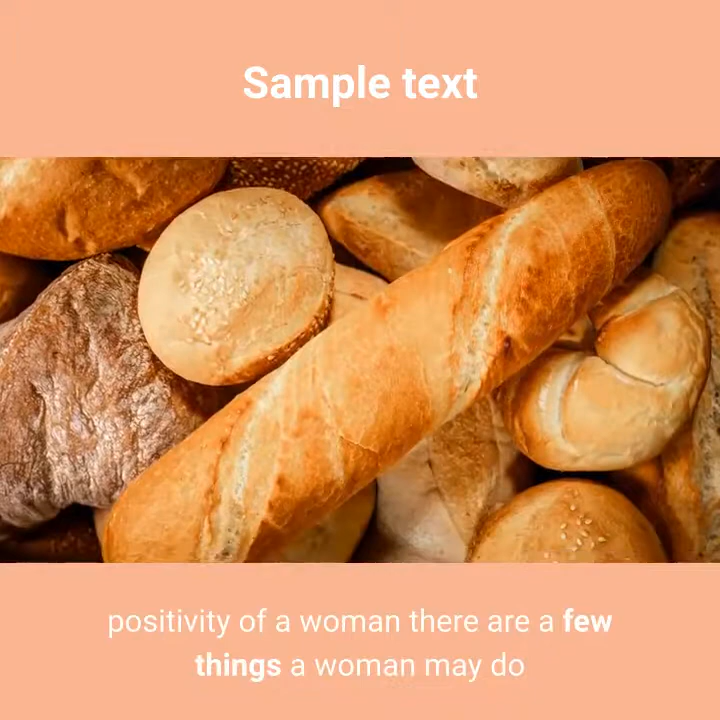 Sample text
positivity of a woman there are a few
things a woman may do